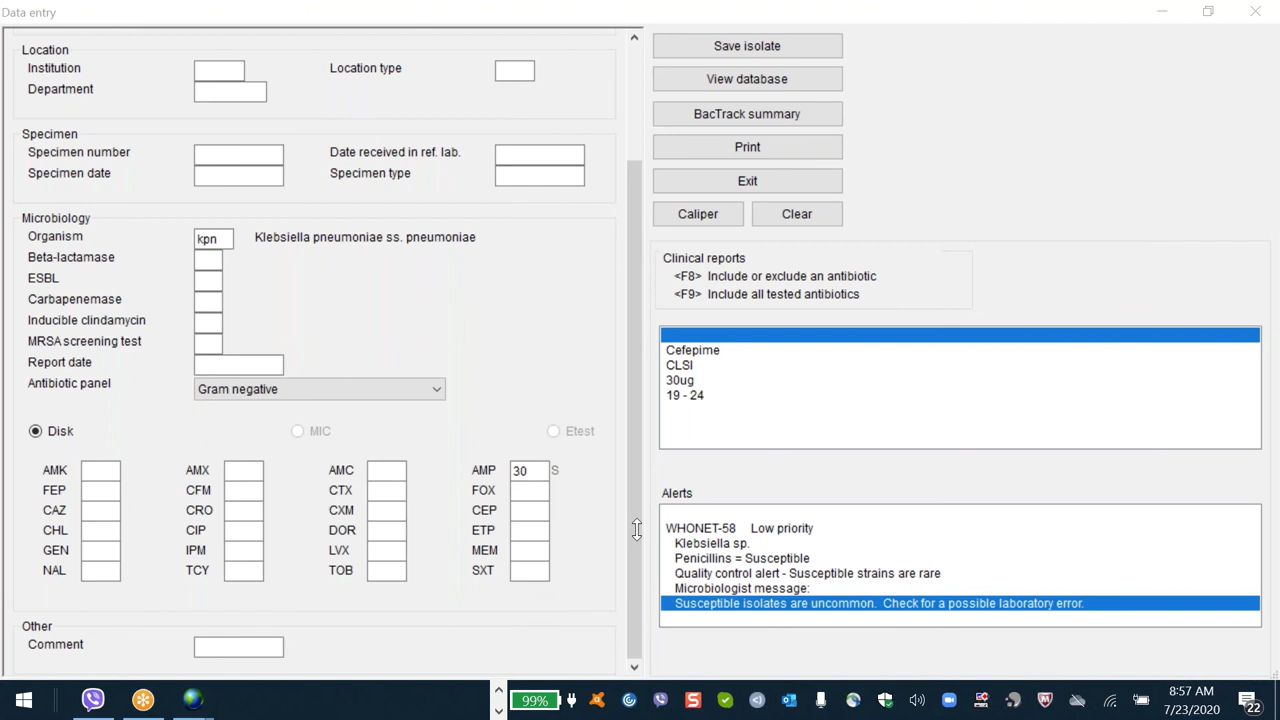 Data entry
Location
Institution Location type
Department
Specimen
Specimen number Date received in ref. lab.
Specimen date Specimen type
Microbiology
Organism kpn Klebsiella pneumoniae ss. pneumoniae
Beta-lactamase
ESBL
Carbapenemase
Inducible clindamycin
MRSA screening test
Report date
Antibiotic panel Gram negative
Disk MIC Etest
AMK AMX AMC AMP 30 S
FEP CFM CTX FOX
CAZ CRO CXM CEP
CHL CIP DOR ETP
GEN IPM LVX MEM
NAL TCY TOB SXT
Other
Comment
Save isolate
View database
BacTrack summary
Print
Exit
Caliper Clear
Clinical reports
<F8> Include or exclude an antibiotic
<F9> Include all tested antibiotics
Cefepime
CLSI
30ug
19 - 24
Alerts
WHONET-58 Low priority
Klebsiella sp.
Penicillins = Susceptible
Quality control alert - Susceptible strains are rare
Microbiologist message:
Susceptible isolates are uncommon. Check for a possible laboratory error.
99%
8:57 AM
7/23/2020
22